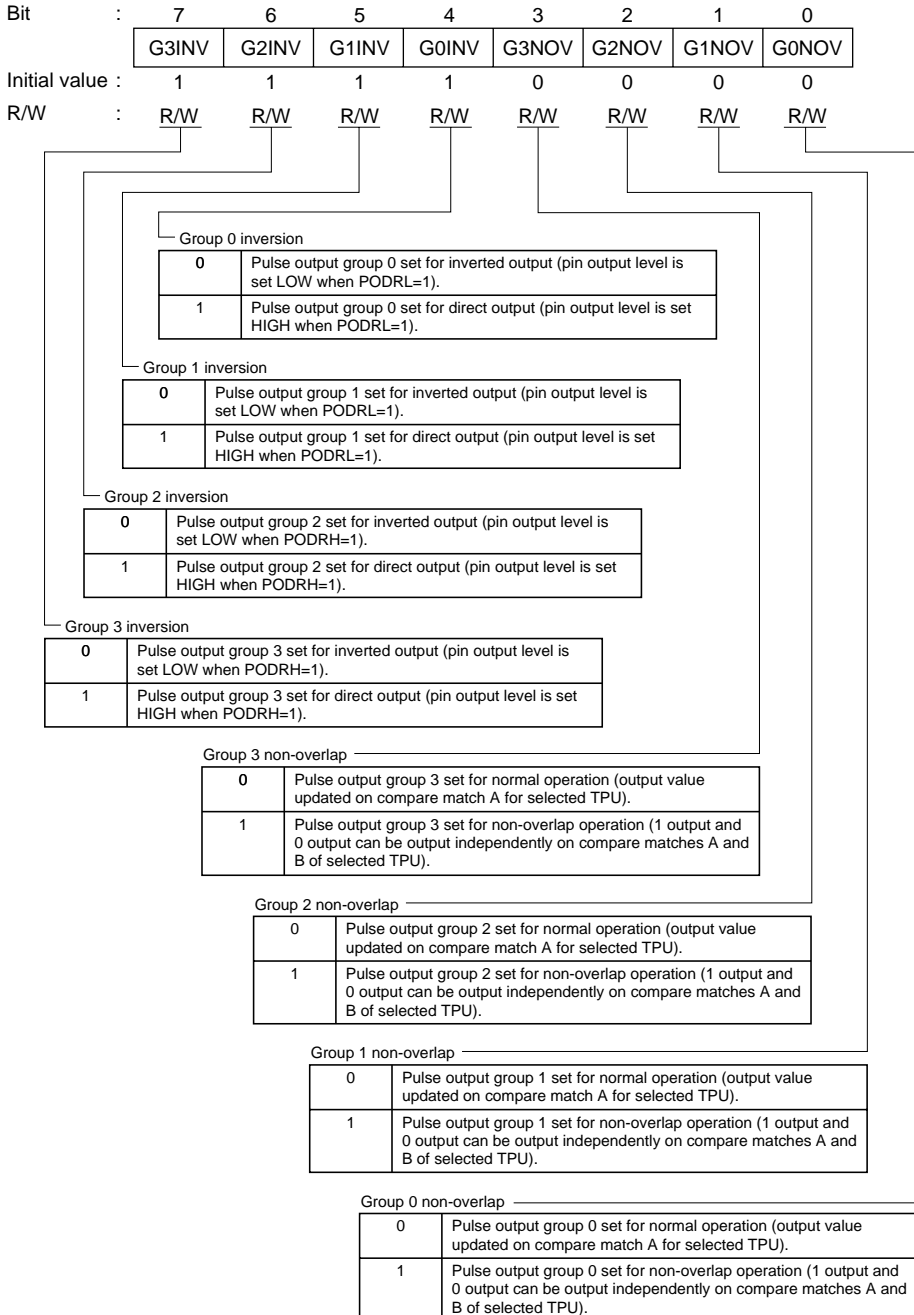 Bit : 7 6 5 4 3 2 1 0
G3INV G2INV G1INV G0INV G3NOV G2NOV G1NOV G0NOV
Initial value : 1 1 1 1 0 0 0 0
R/W : R/W R/W R/W R/W R/W R/W R/W R/W
Group 0 inversion
0 Pulse output group 0 set for inverted output (pin output level is
set LOW when PODRL=1).
1 Pulse output group 0 set for direct output (pin output level is set
HIGH when PODRL=1).
Group 1 inversion
0 Pulse output group 1 set for inverted output (pin output level is
set LOW when PODRL=1).
1 Pulse output group 1 set for direct output (pin output level is set
HIGH when PODRL=1).
Group 2 inversion
0 Pulse output group 2 set for inverted output (pin output level is
set LOW when PODRH=1).
1 Pulse output group 2 set for direct output (pin output level is set
HIGH when PODRH=1).
Group 3 inversion
0 Pulse output group 3 set for inverted output (pin output level is
set LOW when PODRH=1).
1 Pulse output group 3 set for direct output (pin output level is set
HIGH when PODRH=1).
Group 3 non-overlap
0 Pulse output group 3 set for normal operation (output value
updated on compare match A for selected TPU).
1 Pulse output group 3 set for non-overlap operation (1 output and
0 output can be output independently on compare matches A and
B of selected TPU).
Group 2 non-overlap
0 Pulse output group 2 set for normal operation (output value
updated on compare match A for selected TPU).
1 Pulse output group 2 set for non-overlap operation (1 output and
0 output can be output independently on compare matches A and
B of selected TPU).
Group 1 non-overlap
0 Pulse output group 1 set for normal operation (output value
updated on compare match A for selected TPU).
1 Pulse output group 1 set for non-overlap operation (1 output and
0 output can be output independently on compare matches A and
B of selected TPU).
Group 0 non-overlap
0 Pulse output group 0 set for normal operation (output value
updated on compare match A for selected TPU).
1 Pulse output group 0 set for non-overlap operation (1 output and
0 output can be output independently on compare matches A and
B of selected TPU).